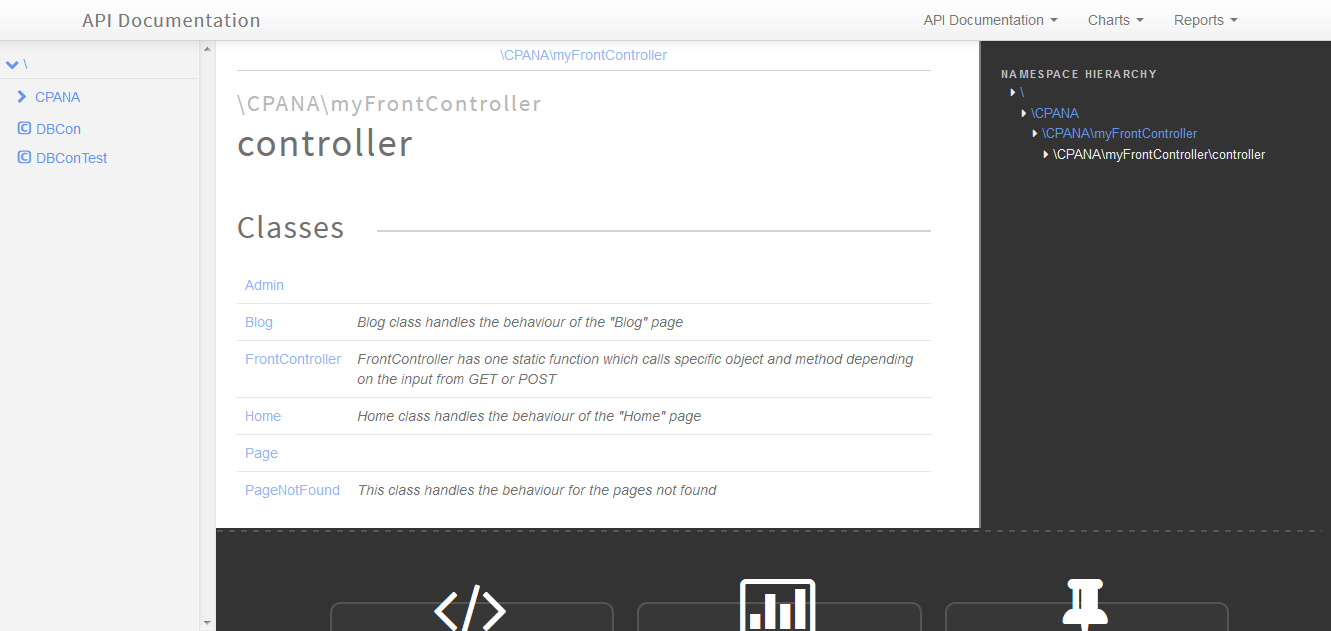 API Documentation
API Documentation
Charts
Reports
\
CPANA
DBCon
DBConTest
\CPANA\myFrontController
\CPANA\myFrontController
controller
Classes
Admin
Blog
Blog class handles the behaviour of the "Blog" page
FrontController
FrontController has one static function which calls specific object and method depending
on the input from GET or POST
Home
Home class handles the behaviour of the "Home" page
Page
PageNotFound
This class handles the behaviour for the pages not found
NAMESPACE HIERARCHY
\
\CPANA
\CPANA\myFrontController
\CPANA\myFrontController\controller